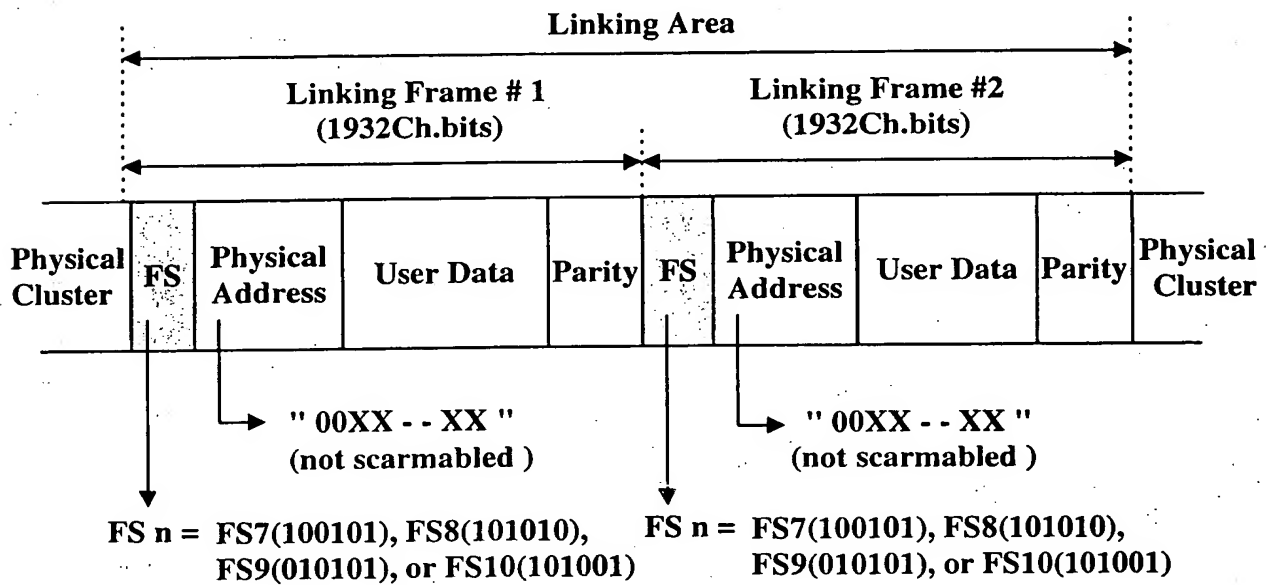 Linking Area
Linking Frame # 1
(1932Ch.bits)
Linking Frame #2
(1932Ch.bits)
Physical
Cluster
FS
Physical
Address
User Data
Parity
FS
Physical
Address
User Data
Parity
Physical
Cluster
" 00XX - - XX "
(not scarmabled )
" 00XX - - XX "
(not scarmabled )
FS n = FS7(100101), FS8(101010),
FS9(010101), or FS10(101001)
FS n = FS7(100101), FS8(101010),
FS9(010101), or FS10(101001)